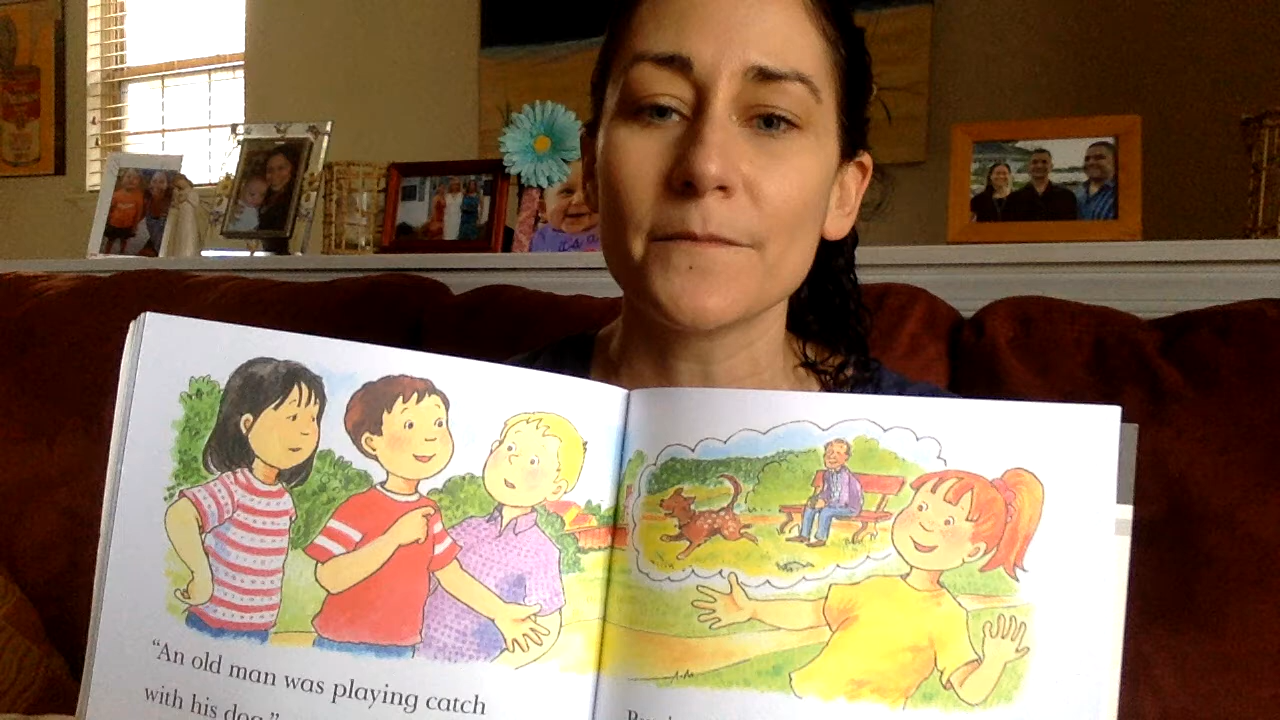 “An old man was playing catch
with his dog.”